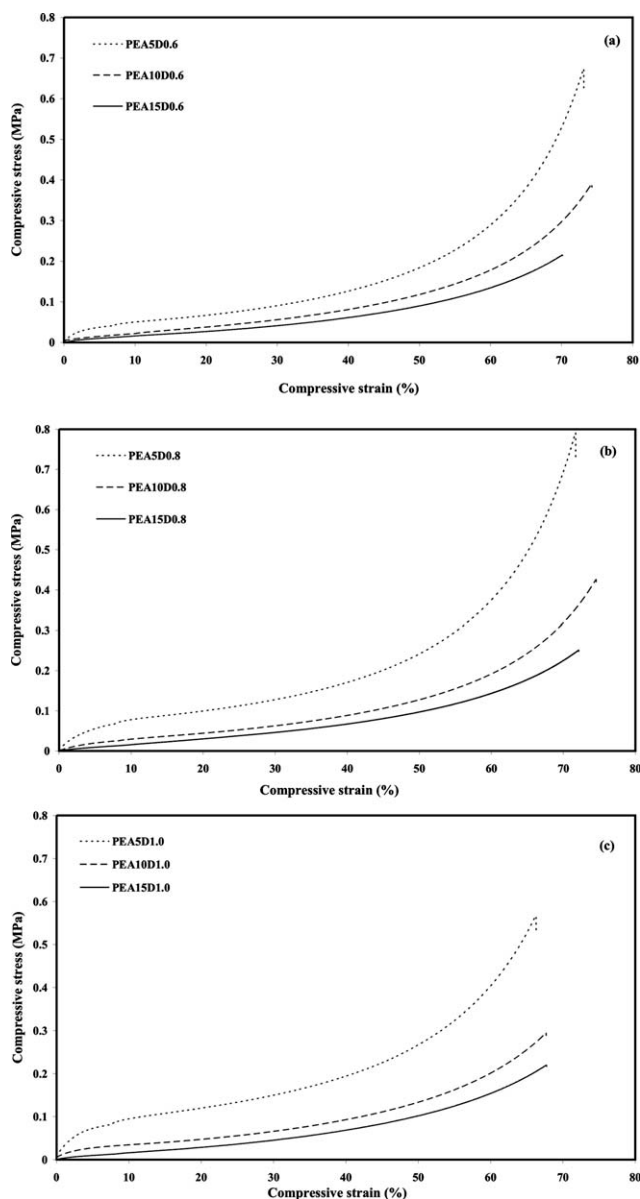 (a)
PEA5D0.6
PEA10D0.6
PEA15D0.6
Compressive stress (MPa)
0.8
0.7
0.6
0.5
0.4
0.3
0.2
0.1
0
0 10 20 30 40 50 60 70 80
Compressive strain (%)
(b)
PEA5D0.8
PEA10D0.8
PEA15D0.8
Compressive stress (MPa)
0.8
0.7
0.6
0.5
0.4
0.3
0.2
0.1
0
0 10 20 30 40 50 60 70 80
Compressive strain (%)
(c)
PEA5D1.0
PEA10D1.0
PEA15D1.0
Compressive stress (MPa)
0.8
0.7
0.6
0.5
0.4
0.3
0.2
0.1
0
0 10 20 30 40 50 60 70 80
Compressive strain (%)